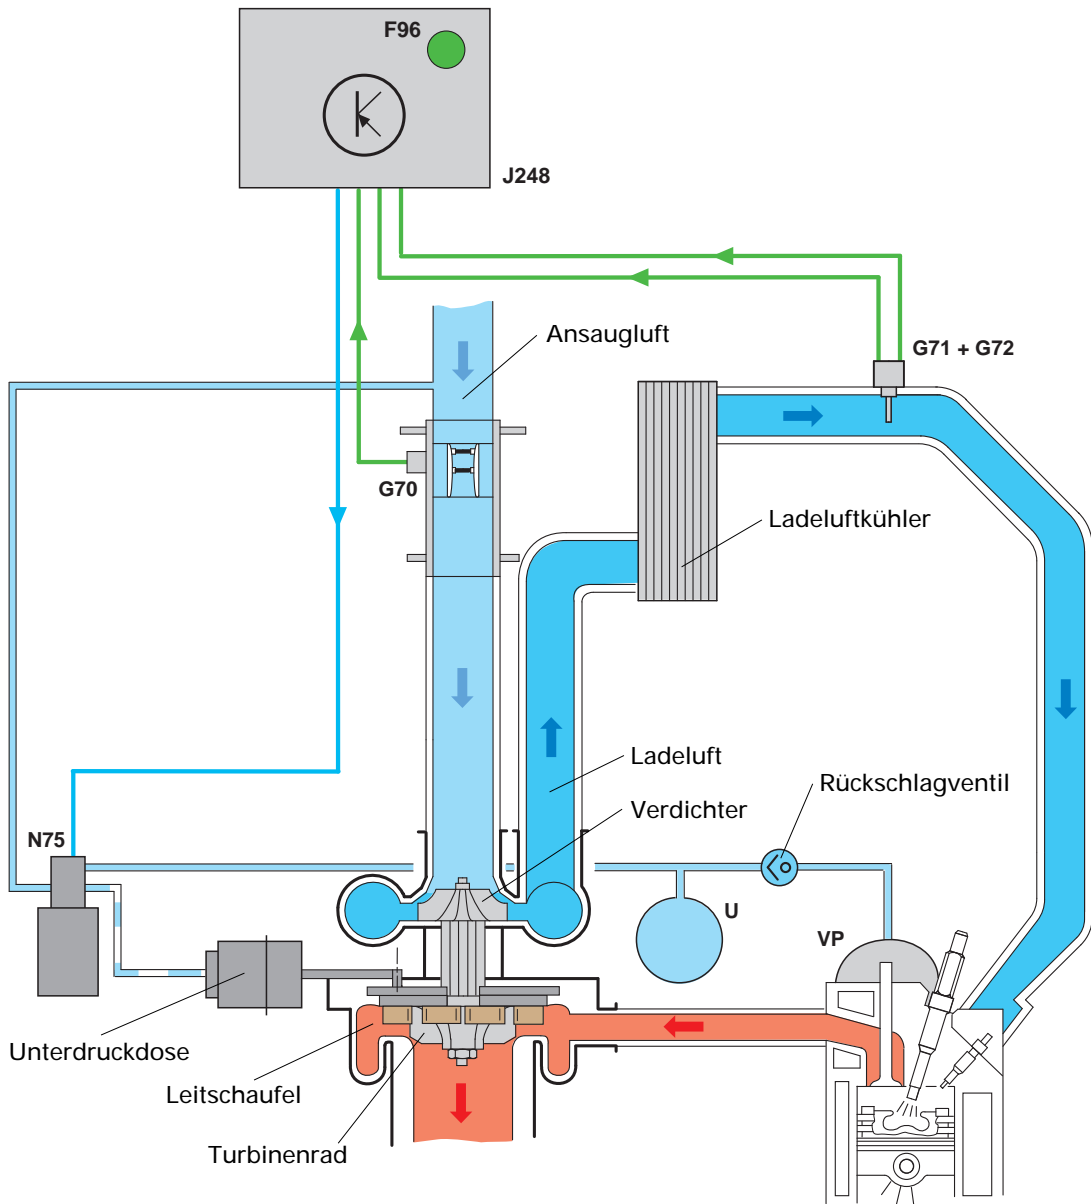 F96
J248
Ansaugluft
G71 + G72
G70
Ladeluftkühler
Ladeluft
Rückschlagventil
Verdichter
N75
U
VP
Unterdruckdose
Leitschaufel
Turbinenrad